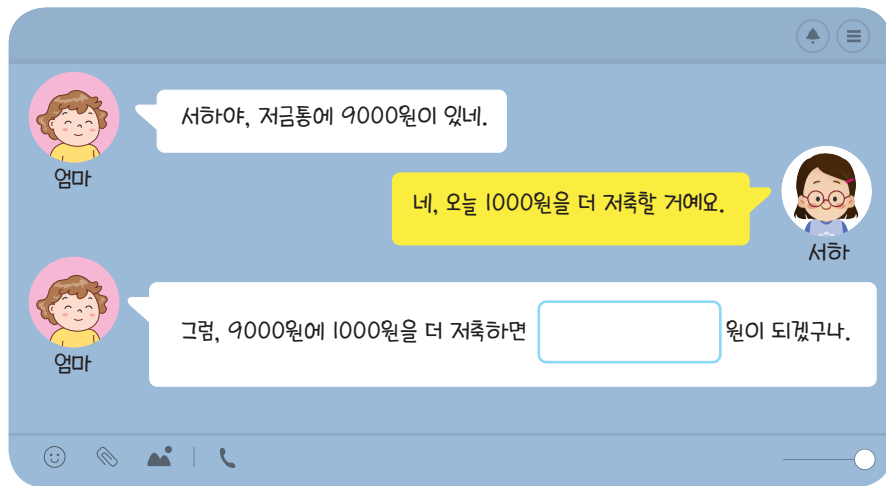 서하야, 저금통에 9000원이 있네.
엄마
네, 오늘 1000원을 더 저축할 거예요.
서하
그럼, 9000원에 1000원을 더 저축하면 원이 되겠구나.
엄마